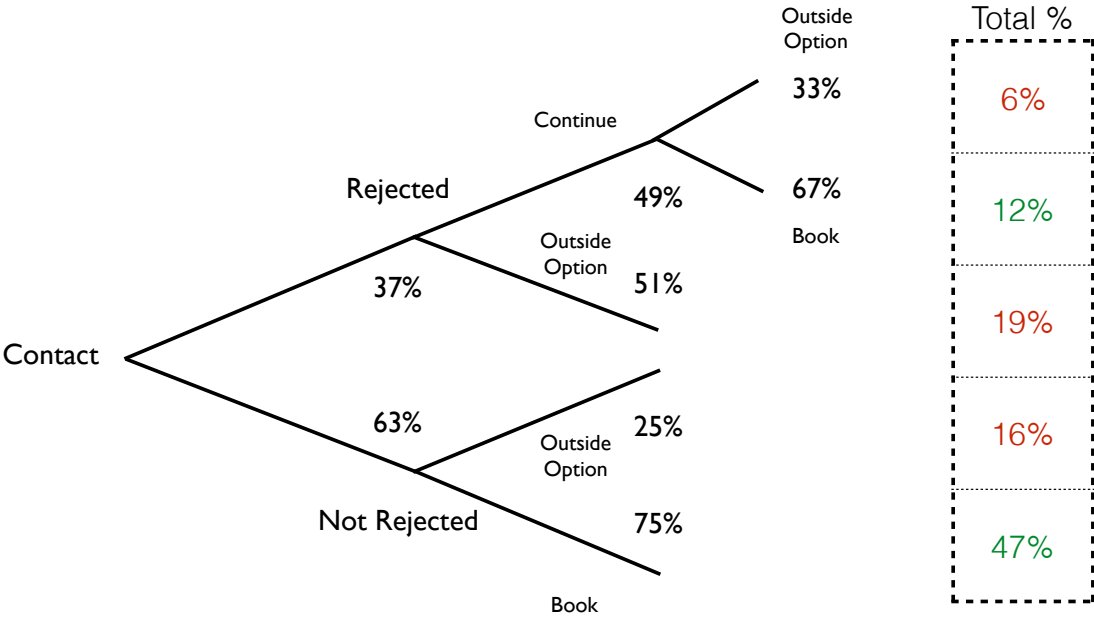 Outside
Option
Total %
33%
6%
Continue
Rejected
49%
67%
12%
Book
Outside
Option
37%
51%
19%
Contact
63%
25%
16%
Outside
Option
Not Rejected
75%
47%
Book